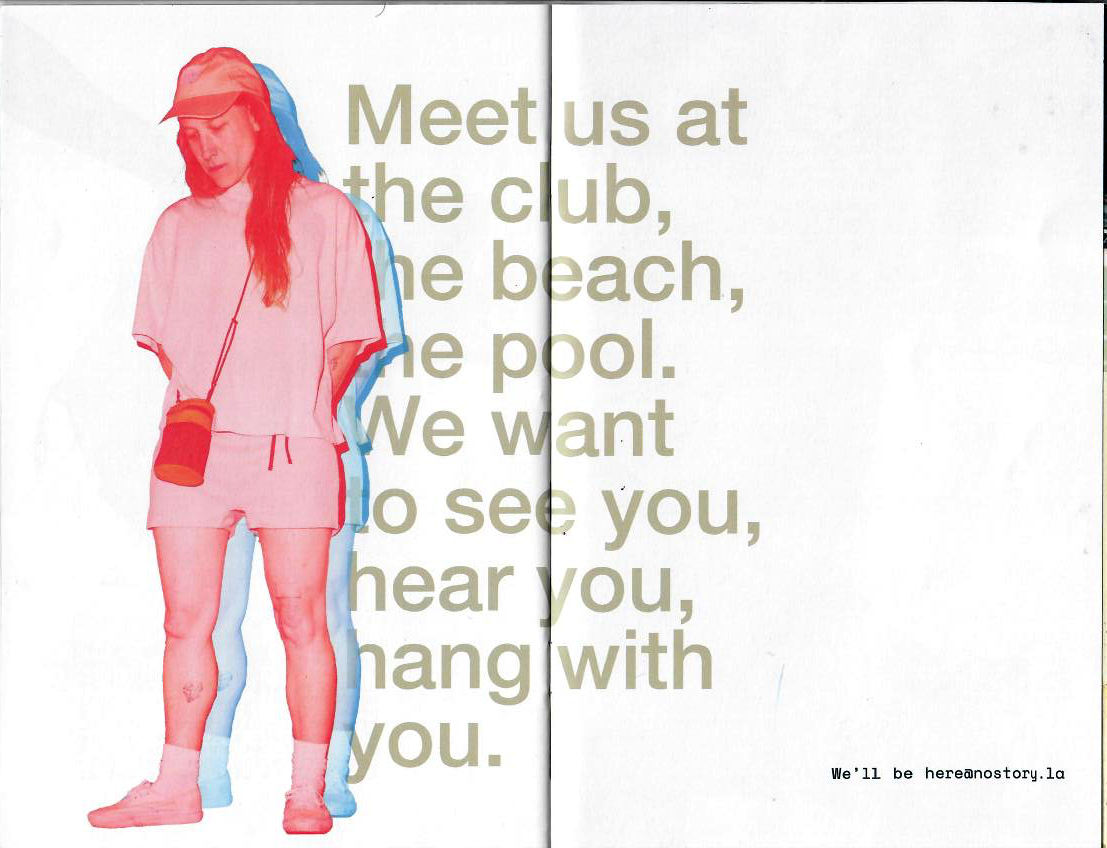 Meet us at
the club,
the beach,
the pool.
We want
to see you,
hear you,
hang with
you.
We'll be here@nostory.la